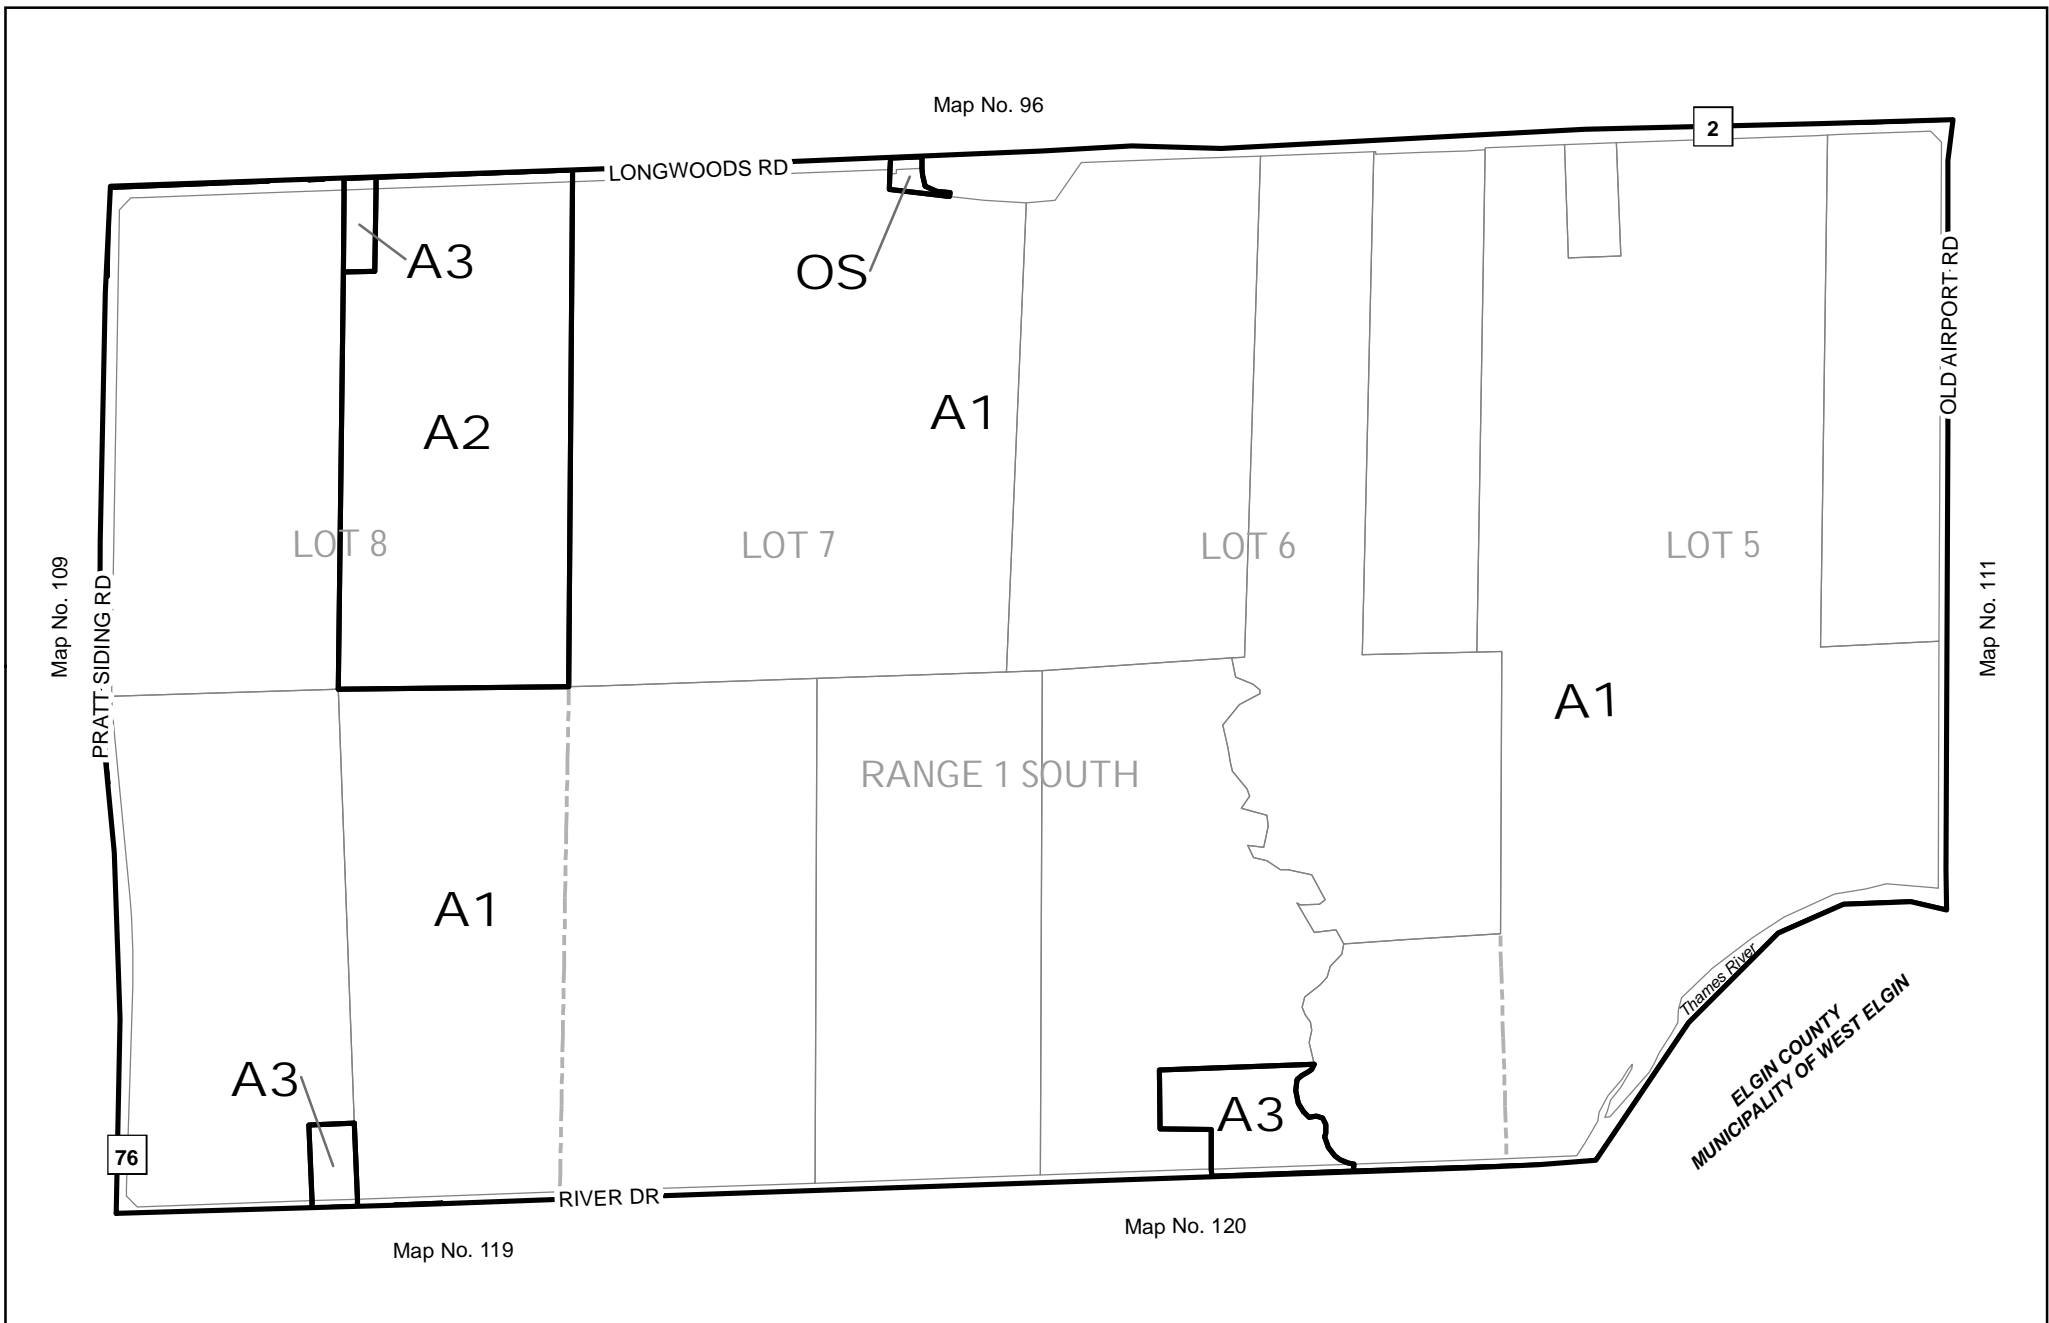 Map No. 96
2
LONGWOODS RD
A3
OS
OLD AIRPORT RD
A2
A1
LOT 8
LOT 7
LOT 6
LOT 5
Map No. 109
PRATT SIDING RD
Map No. 111
A1
RANGE 1 SOUTH
A1
Thames River
ELGIN COUNTY
MUNICIPALITY OF WEST ELGIN
A3
A3
76
RIVER DR
Map No. 119
Map No. 120